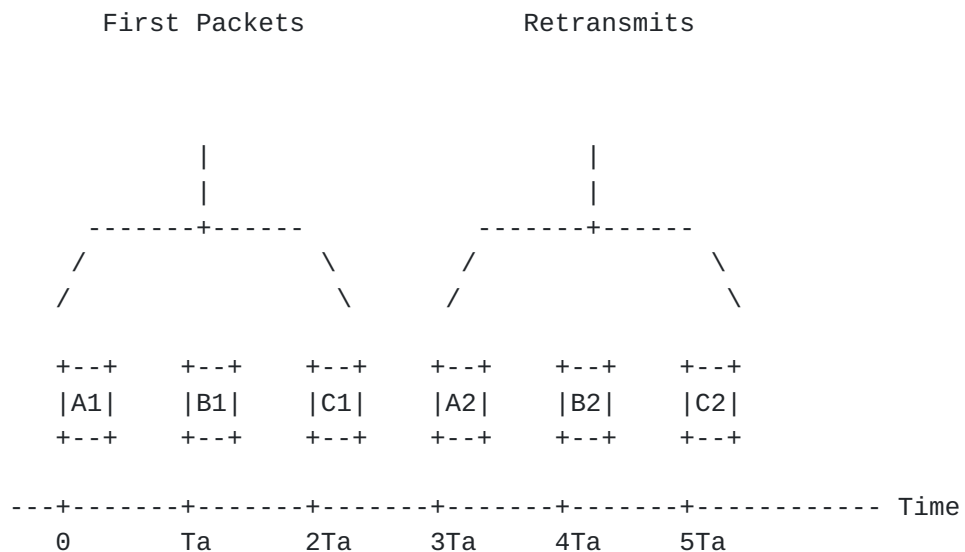 First Packets              Retransmits
|                        |
|                        |
-------+------           -------+------
/               \        /               \
/                 \      /                 \
+--+    +--+    +--+    +--+    +--+    +--+
|A1|    |B1|    |C1|    |A2|    |B2|    |C2|
+--+    +--+    +--+    +--+    +--+    +--+
---+-------+-------+-------+-------+-------+------------ Time
0       Ta      2Ta     3Ta     4Ta     5Ta